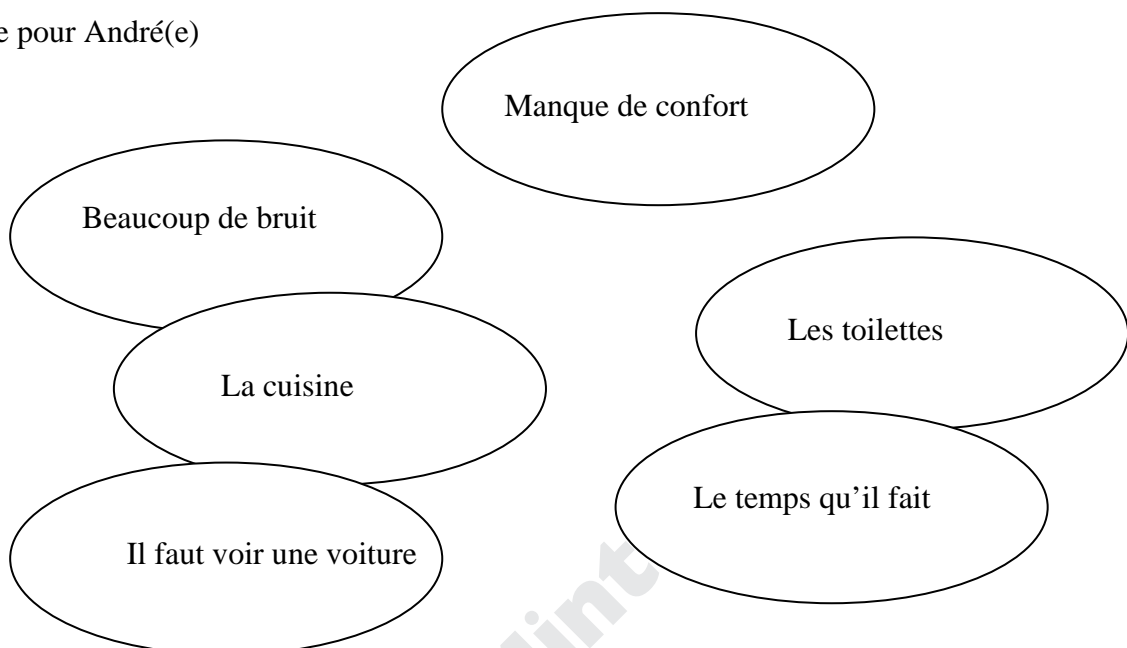 e pour André(e)
Manque de confort
Beaucoup de bruit
Les toilettes
La cuisine
Le temps qu'il fait
Il faut voir une voiture